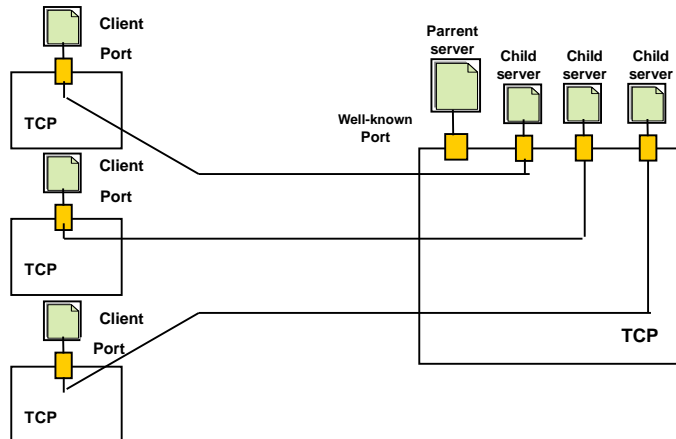 Client
Port
TCP
Client
Port
TCP
Client
Port
TCP
Parrent
server
Child
server
Child
server
Child
server
Well-known
Port
TCP